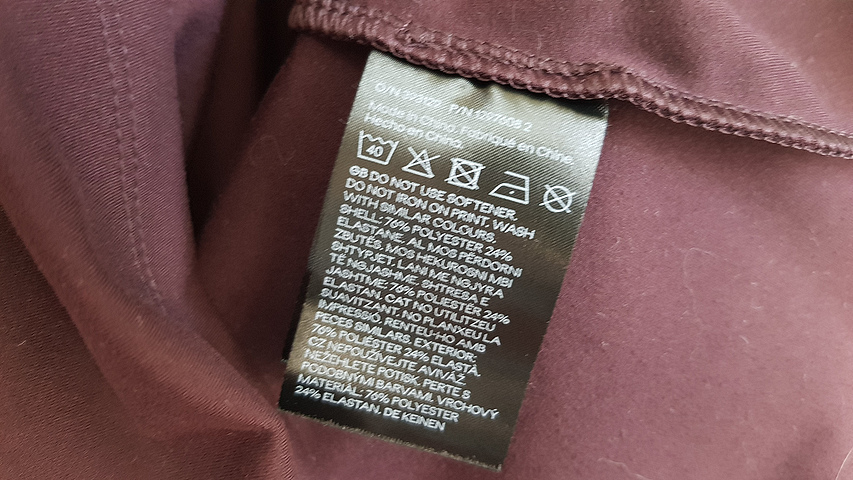 O/N 393122 P/N 1297608 2
Made in China, Fabriqué en Chine,
Hecho en China.
40
GB DO NOT USE SOFTENER.
DO NOT IRON ON PRINT. WASH
WITH SIMILAR COLOURS.
SHELL: 76% POLYESTER 24%
ELASTANE. AL MOS PËRDORNI
ZBUTËS. MOS HEKUROSNI MBI
SHTYPJET. LANI ME NGJYRA
TË NGJASHME. SHTRESA E
JASHTME: 76% POLIESTËR 24%
ELASTAN. CAT NO UTILITZEU
SUAVITZANT. NO PLANXEU LA
IMPRESSIÓ. RENTEU-HO AMB
PECES SIMILARS. EXTERIOR:
76% POLIÈSTER 24% ELASTÀ.
CZ NEPOUŽÍVEJTE AVIVÁŽ.
NEŽEHLETE POTISK. PERTE S
PODOBNÝMI BARVAMI. VRCHOVÝ
MATERIÁL: 76% POLYESTER
24% ELASTAN. DE KEINEN